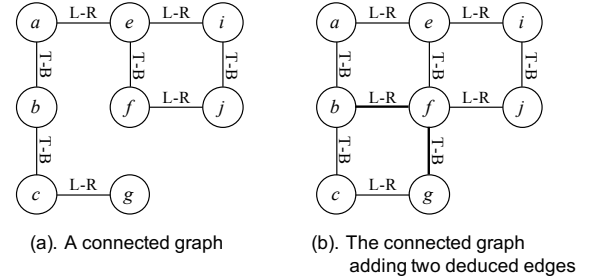 a L-R e L-R i
T-B T-B T-B
b f L-R j
T-B
c L-R g
(a). A connected graph
a L-R e L-R i
T-B T-B T-B
b L-R f L-R j
T-B T-B
c L-R g
(b). The connected graph
adding two deduced edges